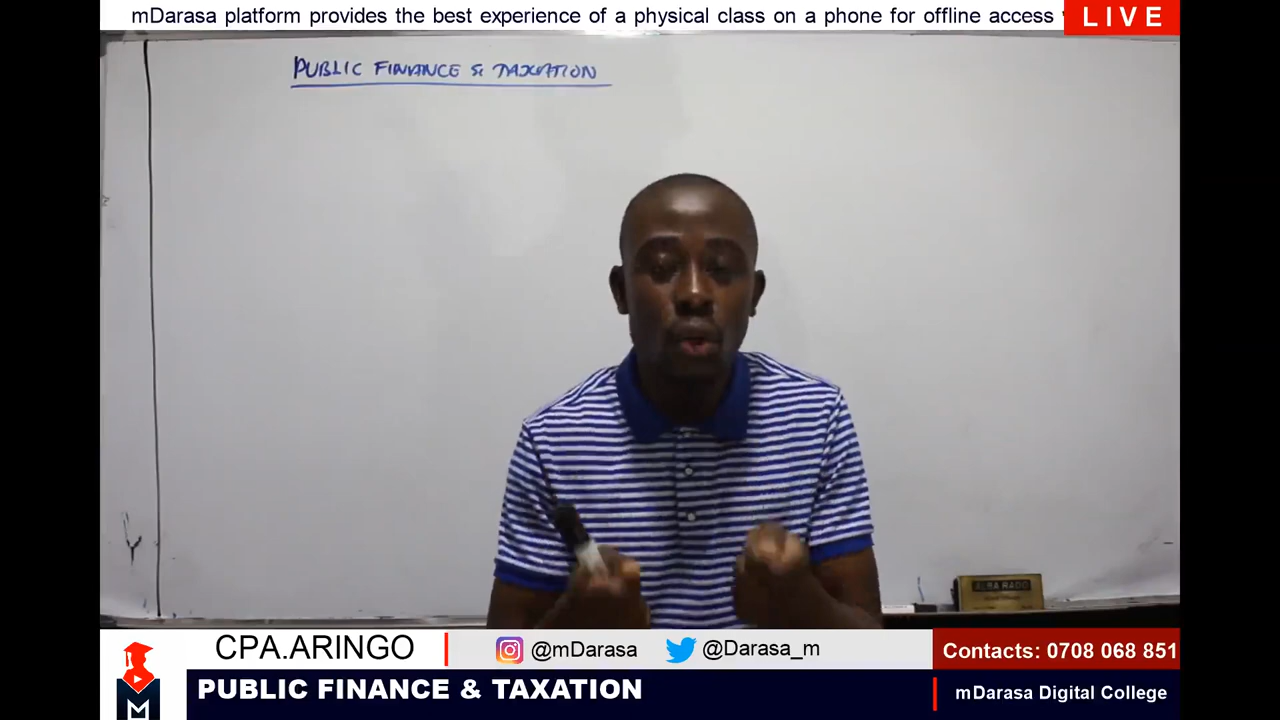 mDarasa platform provides the best experience of a physical class on a phone for offline access
LIVE
PUBLIC FINANCE & TAXATION
CPA.ARINGO
@mDarasa
@Darasa_m
Contacts: 0708 068 851
PUBLIC FINANCE & TAXATION
mDarasa Digital College
M